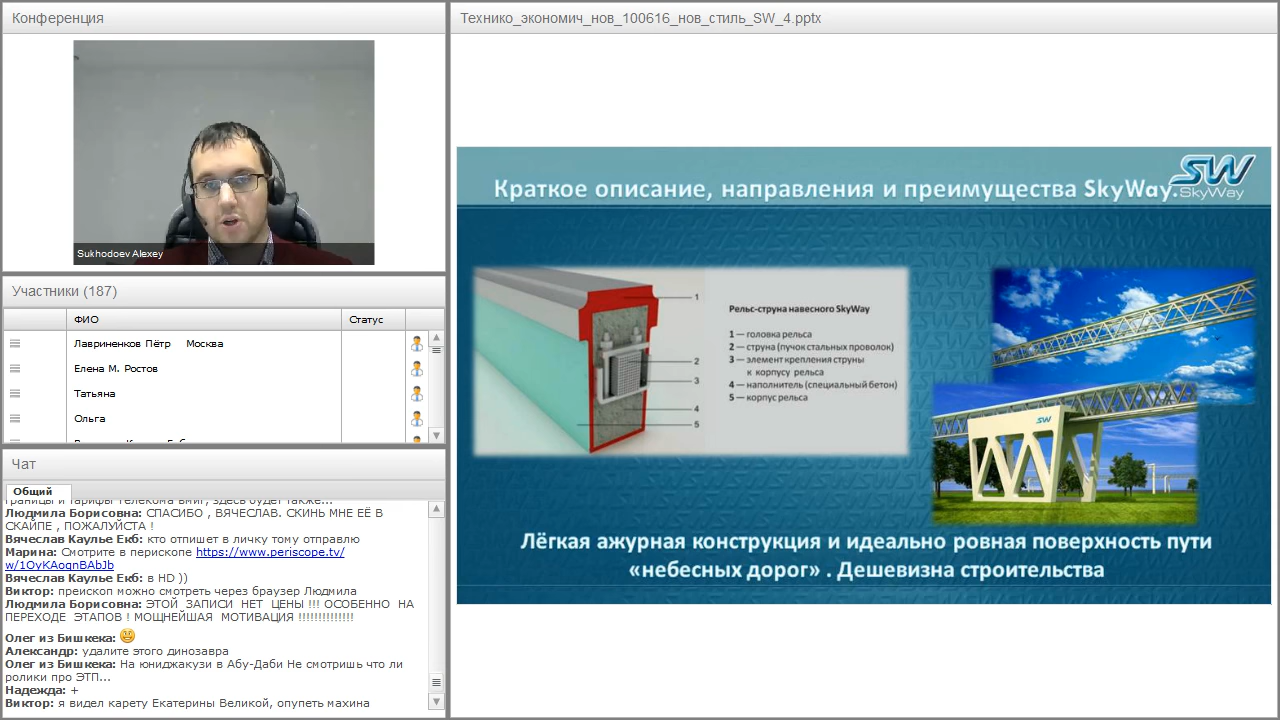 Конференция
Sukhodoev Alexey
Участники (187)
ФИО
Статус
Москва
Елена М. Ростов
Татьяна
Ольга
Чат
Общий
границы и тарифы телекома вмиг, здесь будет также...
Людмила Борисовна: СПАСИБО , ВЯЧЕСЛАВ. СКИНЬ МНЕ ЕЁ В
СКАЙПЕ , ПОЖАЛУЙСТА !
Вячеслав Каулье Екб: кто отпишет в личку тому отправлю
Марина: Смотрите в перископе https://www.periscope.tv/
w/1OyKAoqnBAbJb
Вячеслав Каулье Екб: в HD ))
Виктор: преископ можно смотреть через браузер Людмила
Людмила Борисовна: ЭТОЙ ЗАПИСИ НЕТ ЦЕНЫ !!! ОСОБЕННО НА
ПЕРЕХОДЕ ЭТАПОВ ! МОЩНЕЙШАЯ МОТИВАЦИЯ !!!!!!!!!!!!!!
Олег из Бишкека:
Александр: удалите этого динозавра
Олег из Бишкека: На юниджакузи в Абу-Даби Не смотришь что ли
ролики про ЭТП...
Надежда: +
Виктор: я видел карету Екатерины Великой, опупеть махина
Технико_экономич_нов_100616_нов_стиль_SW_4.pptx
Краткое описание, направления и преимущества SkyWay.
SW
SkyWay
1
2
3
4
5
Рельс-струна навесного SkyWay
1 — головка рельса
2 — струна (пучок стальных проволок)
3 — элемент крепления струны
к корпусу рельса
4 — наполнитель (специальный бетон)
5 — корпус рельса
SW
Лёгкая ажурная конструкция и идеально ровная поверхность пути
«небесных дорог» . Дешевизна строительства